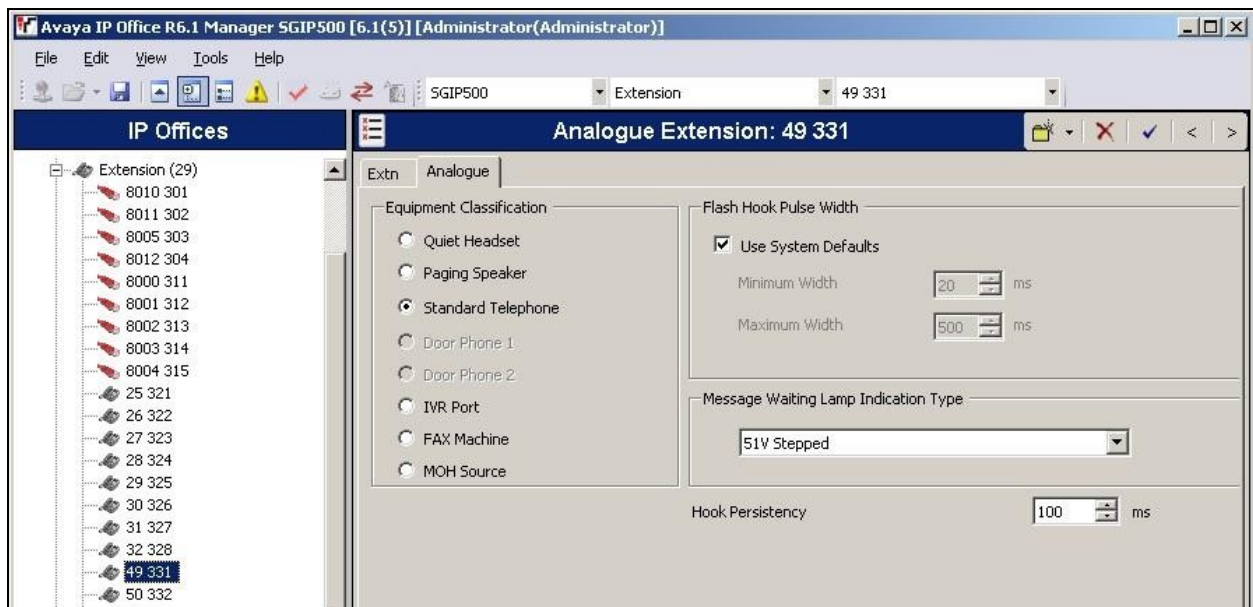 Avaya IP Office R6.1 Manager SGIP500 [6.1(5)] [Administrator(Administrator)]
File Edit View Tools Help
SGIP500 Extension 49 331
IP Offices
Extension (29)
8010 301
8011 302
8005 303
8012 304
8000 311
8001 312
8002 313
8003 314
8004 315
25 321
26 322
27 323
28 324
29 325
30 326
31 327
32 328
49 331
50 332
Analogue Extension: 49 331
Extn Analogue
Equipment Classification
Quiet Headset
Paging Speaker
Standard Telephone
Door Phone 1
Door Phone 2
IVR Port
FAX Machine
MOH Source
Flash Hook Pulse Width
Use System Defaults
Minimum Width 20 ms
Maximum Width 500 ms
Message Waiting Lamp Indication Type
51V Stepped
Hook Persistency 100 ms